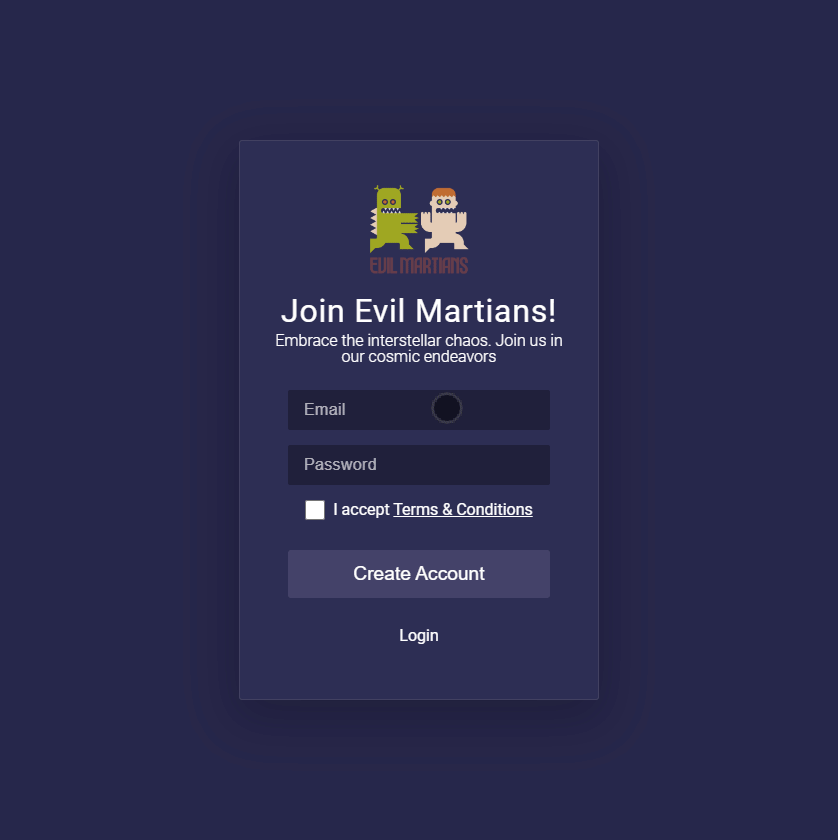 EVIL MARTIANS
Join Evil Martians!
Embrace the interstellar chaos. Join us in
our cosmic endeavors
Email
Password
I accept Terms & Conditions
Create Account
Login